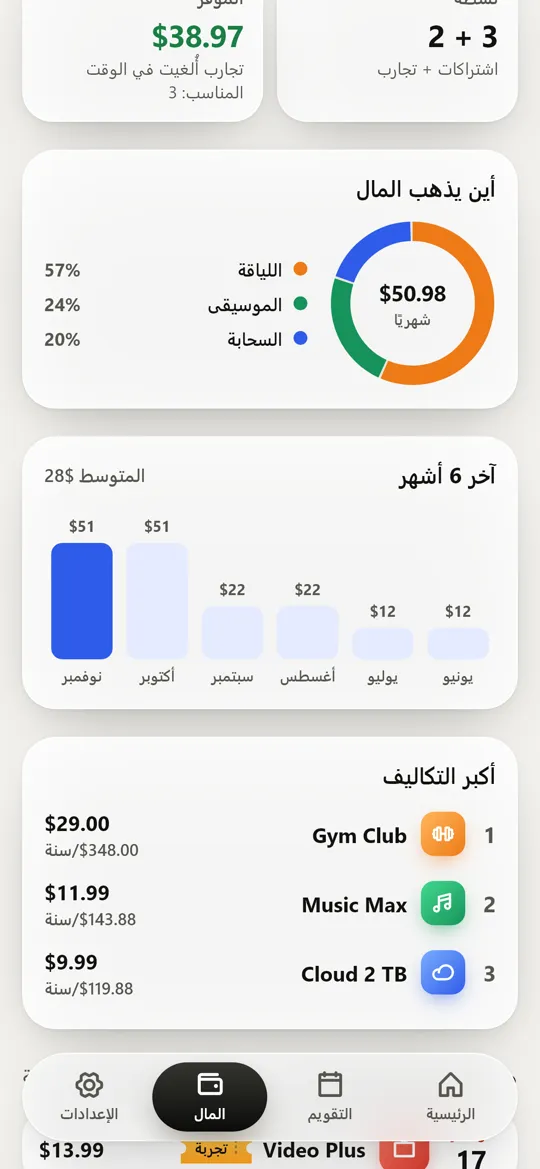 نشطة
2 + 3
اشتراكات + تجارب
الموفر
$38.97
تجارب أُلغيت في الوقت
المناسب: 3
أين يذهب المال
$50.98
شهريًا
اللياقة 57%
الموسيقى 24%
السحابة 20%
آخر 6 أشهر
المتوسط $28
$12 $12 $22 $22 $51 $51
يونيو يوليو أغسطس سبتمبر أكتوبر نوفمبر
أكبر التكاليف
1 Gym Club $29.00
$348.00/سنة
2 Music Max $11.99
$143.88/سنة
3 Cloud 2 TB $9.99
$119.88/سنة
الرئيسية التقويم المال الإعدادات
17 Video Plus تجربة $13.99